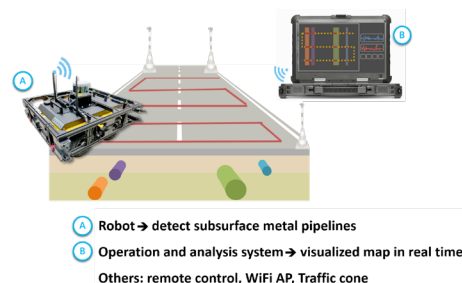 A
B
A Robot → detect subsurface metal pipelines
B Operation and analysis system → visualized map in real time
Others: remote control, WiFi AP, Traffic cone